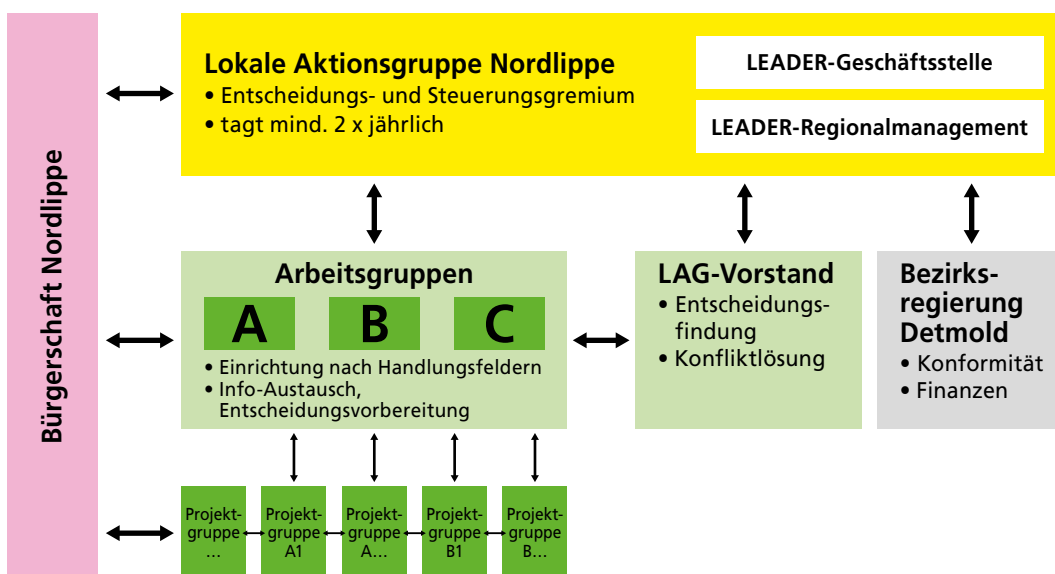 Bürgerschaft Nordlippe
Lokale Aktionsgruppe Nordlippe
• Entscheidungs- und Steuerungsgremium
• tagt mind. 2 x jährlich
LEADER-Geschäftsstelle
LEADER-Regionalmanagement
Arbeitsgruppen
A
B
C
• Einrichtung nach Handlungsfeldern
• Info-Austausch,
Entscheidungsvorbereitung
LAG-Vorstand
• Entscheidungs-
findung
• Konfliktlösung
Bezirks-
regierung
Detmold
• Konformität
• Finanzen
Projekt-
gruppe
…
Projekt-
gruppe
A1
Projekt-
gruppe
A…
Projekt-
gruppe
B1
Projekt-
gruppe
B…